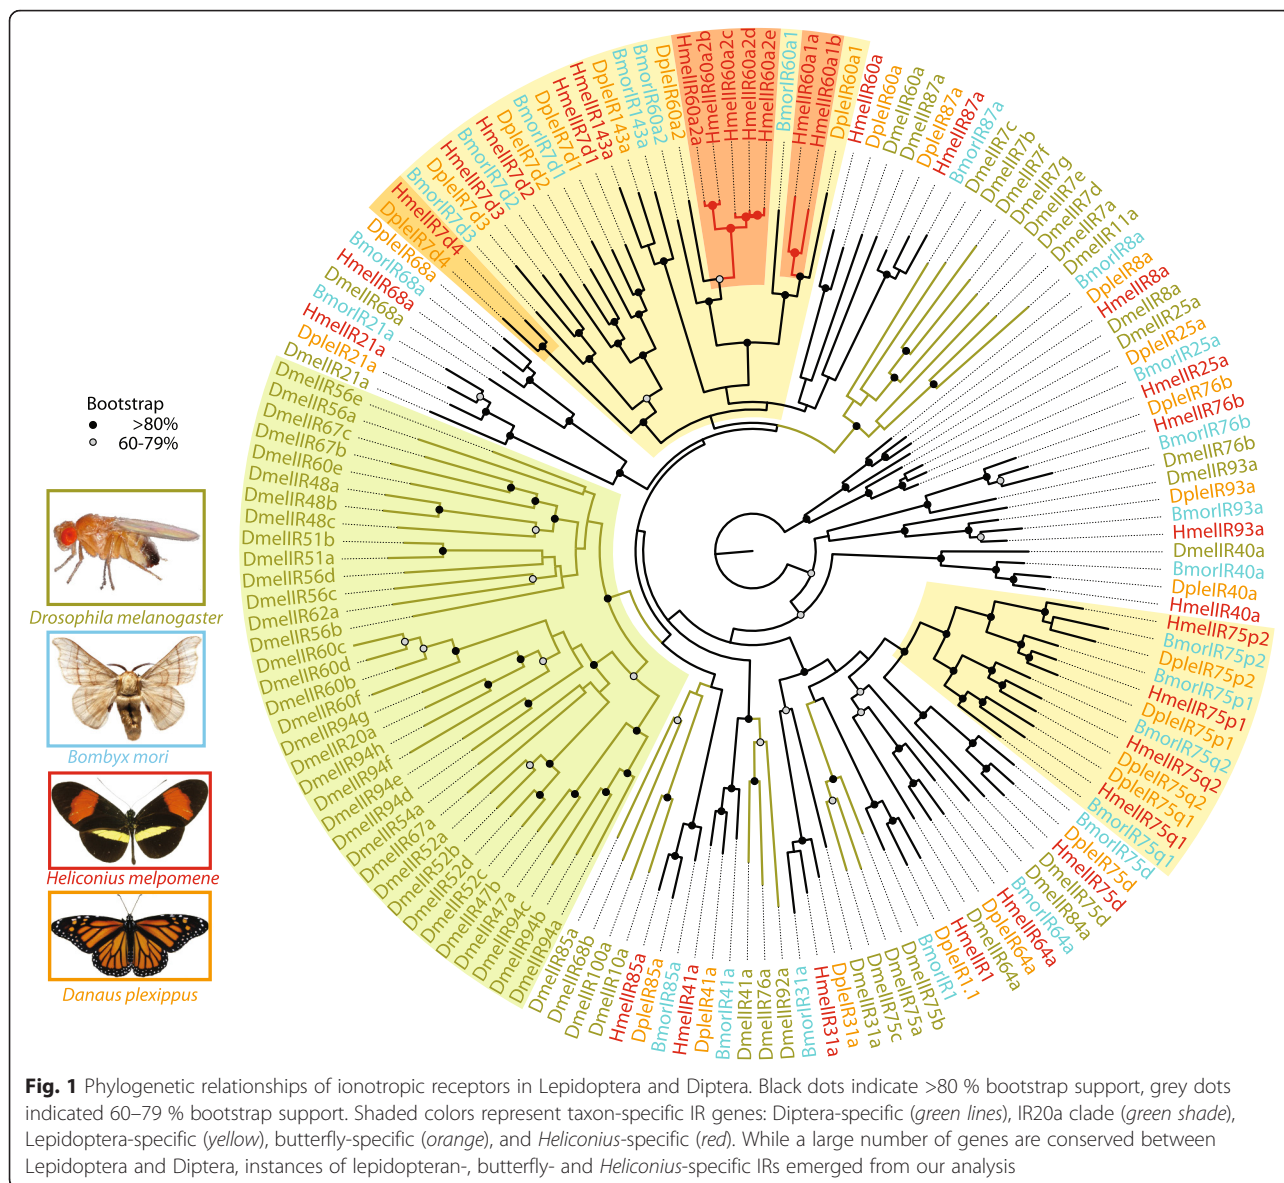 HmelIR60a2a
HmelIR60a2b
HmelIR60a2c
HmelIR60a2d
HmelIR60a2e
BmorIR60a1
HmelIR60a1a
HmelIR60a1b
DpleIR60a1
HmelIR60a
DpleIR60a
DmelIR60a
DmelIR87a
DpleIR87a
HmelIR87a
BmorIR87a
DmelIR7c
DmelIR7b
DmelIR7f
DmelIR7g
DmelIR7e
DmelIR7d
DmelIR7a
DmelIR11a
BmorIR8a
DpleIR8a
HmelIR8a
DmelIR8a
DmelIR25a
DpleIR25a
BmorIR25a
HmelIR25a
DpleIR76b
HmelIR76b
BmorIR76b
DmelIR76b
DmelIR93a
DpleIR93a
BmorIR93a
HmelIR93a
DmelIR40a
BmorIR40a
DpleIR40a
HmelIR40a
HmelIR75p2
BmorIR75p2
DpleIR75p2
BmorIR75p1
HmelIR75p1
DpleIR75p1
BmorIR75q2
HmelIR75q2
DpleIR75q2
DpleIR75q1
HmelIR75q1
BmorIR75q1
BmorIR75d
DpleIR75d
HmelIR75d
DmelIR75d
DmelIR84a
BmorIR64a
HmelIR64a
DpleIR64a
DmelIR64a
HmelIR1
DpleIR1.1
BmorIR1
DmelIR75b
DmelIR75a
DmelIR75c
DmelIR31a
DpleIR31a
HmelIR31a
BmorIR31a
DmelIR92a
DmelIR76a
DmelIR41a
BmorIR41a
DpleIR41a
HmelIR41a
BmorIR85a
DpleIR85a
HmelIR85a
DmelIR10a
DmelIR100a
DmelIR68b
DmelIR85a
DmelIR94a
DmelIR94b
DmelIR94c
DmelIR47a
DmelIR47b
DmelIR52c
DmelIR52d
DmelIR52b
DmelIR52a
DmelIR67a
DmelIR54a
DmelIR94d
DmelIR94e
DmelIR94f
DmelIR94h
DmelIR20a
DmelIR94g
DmelIR60f
DmelIR60b
DmelIR60d
DmelIR60c
DmelIR56b
DmelIR62a
DmelIR56c
DmelIR56d
DmelIR51a
DmelIR51b
DmelIR48c
DmelIR48b
DmelIR48a
DmelIR60e
DmelIR67b
DmelIR67c
DmelIR56a
DmelIR56e
DmelIR21a
DpleIR21a
HmelIR21a
BmorIR21a
DmelIR68a
HmelIR68a
BmorIR68a
DpleIR68a
DpleIR7d4
HmelIR7d4
BmorIR7d3
DpleIR7d3
HmelIR7d3
BmorIR7d2
HmelIR7d2
DpleIR7d2
BmorIR7d1
DpleIR7d1
HmelIR7d1
HmelIR143a
DpleIR143a
BmorIR143a
BmorIR60a2
DpleIR60a2
Bootstrap
>80%
60-79%
Drosophila melanogaster
Bombyx mori
Heliconius melpomene
Danaus plexippus
Fig. 1 Phylogenetic relationships of ionotropic receptors in Lepidoptera and Diptera. Black dots indicate >80 % bootstrap support, grey dots
indicated 60–79 % bootstrap support. Shaded colors represent taxon-specific IR genes: Diptera-specific (green lines), IR20a clade (green shade),
Lepidoptera-specific (yellow), butterfly-specific (orange), and Heliconius-specific (red). While a large number of genes are conserved between
Lepidoptera and Diptera, instances of lepidopteran-, butterfly- and Heliconius-specific IRs emerged from our analysis